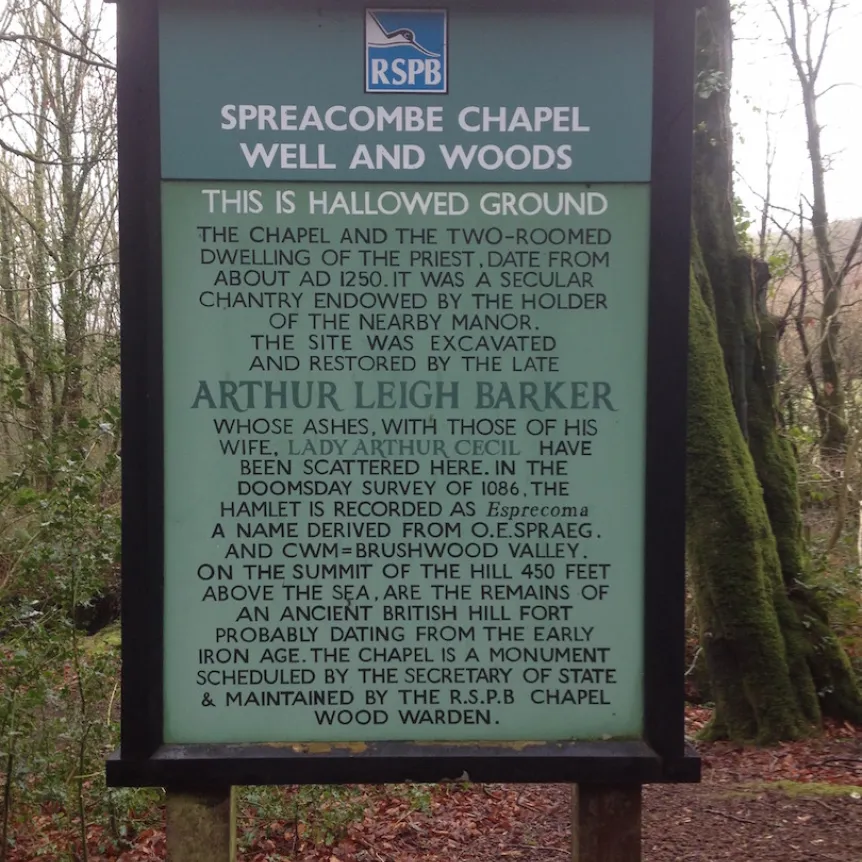 RSPB
SPREACOMBE CHAPEL
WELL AND WOODS
THIS IS HALLOWED GROUND
THE CHAPEL AND THE TWO-ROOMED
DWELLING OF THE PRIEST, DATE FROM
ABOUT AD 1250. IT WAS A SECULAR
CHANTRY ENDOWED BY THE HOLDER
OF THE NEARBY MANOR.
THE SITE WAS EXCAVATED
AND RESTORED BY THE LATE
ARTHUR LEIGH BARKER
WHOSE ASHES, WITH THOSE OF HIS
WIFE, LADY ARTHUR CECIL HAVE
BEEN SCATTERED HERE. IN THE
DOOMSDAY SURVEY OF 1086, THE
HAMLET IS RECORDED AS Esprecoma
A NAME DERIVED FROM O.E.SPRAEG.
AND CWM=BRUSHWOOD VALLEY.
ON THE SUMMIT OF THE HILL 450 FEET
ABOVE THE SEA, ARE THE REMAINS OF
AN ANCIENT BRITISH HILL FORT
PROBABLY DATING FROM THE EARLY
IRON AGE. THE CHAPEL IS A MONUMENT
SCHEDULED BY THE SECRETARY OF STATE
& MAINTAINED BY THE R.S.P.B CHAPEL
WOOD WARDEN.